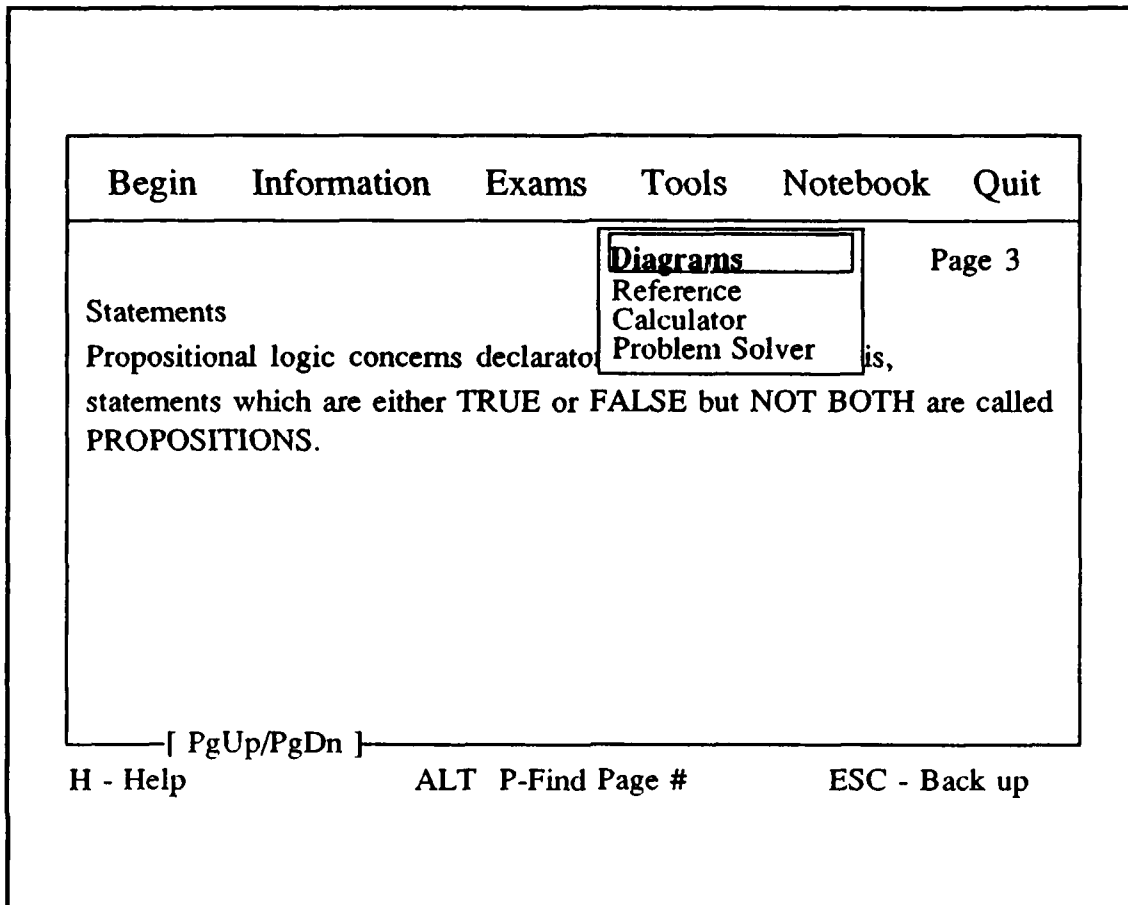 Begin Information Exams Tools Notebook Quit
Diagrams
Reference
Calculator
Problem Solver
Page 3
Statements
Propositional logic concerns declarato is,
statements which are either TRUE or FALSE but NOT BOTH are called
PROPOSITIONS.
[ PgUp/PgDn ]
H - Help ALT P-Find Page # ESC - Back up